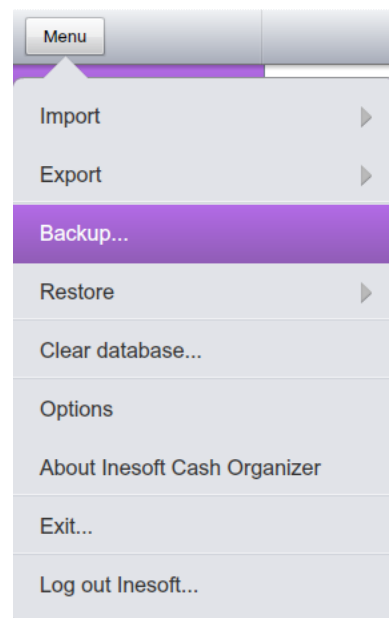 Menu
Import
Export
Backup...
Restore
Clear database...
Options
About Inesoft Cash Organizer
Exit...
Log out Inesoft...